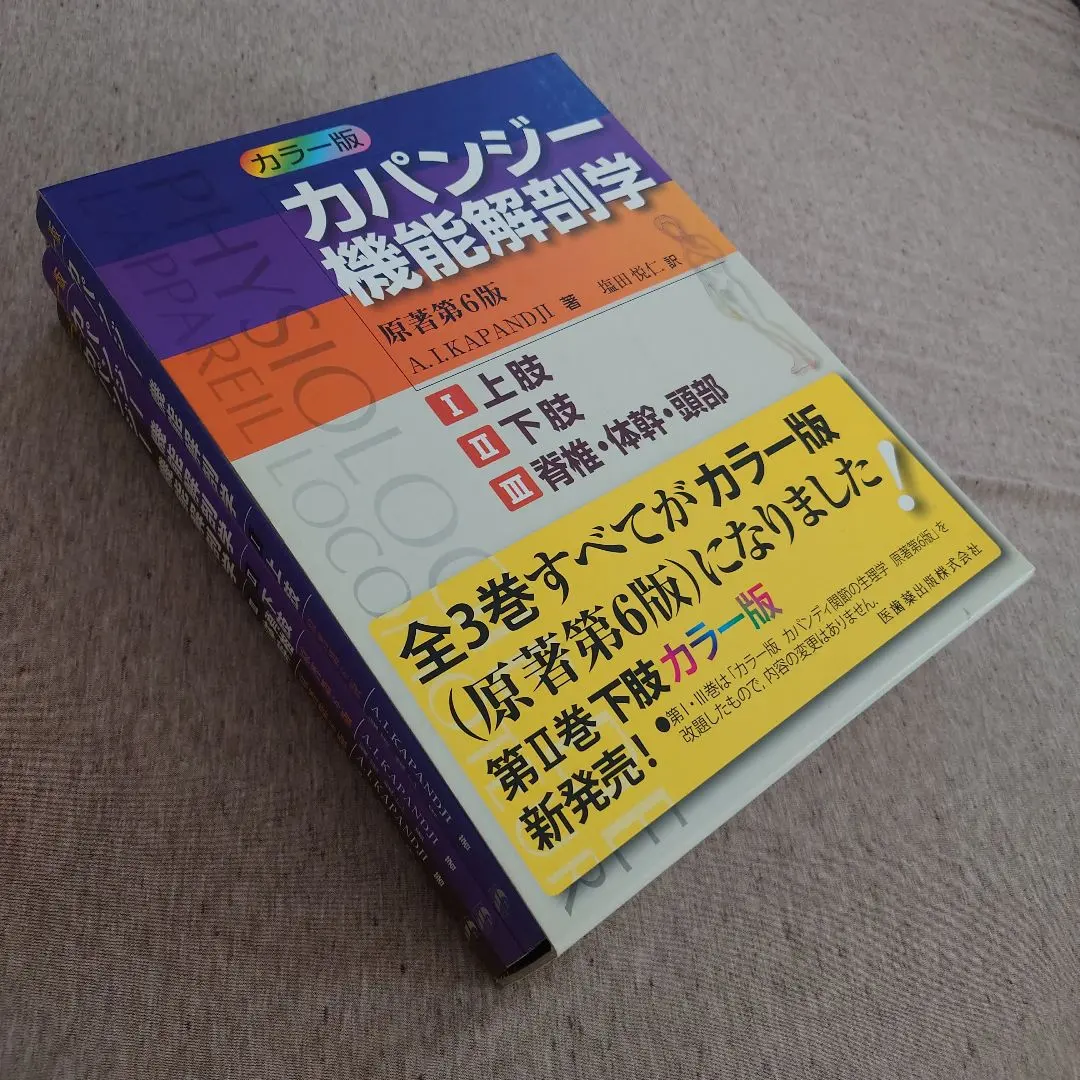 カラー版
カパンジー
機能解剖学
原著第6版
A.I.KAPANDJI 著 塩田悦仁 訳
I 上肢
II 下肢
III 脊椎・体幹・頭部
全3巻すべてがカラー版
(原著第6版)になりました!
第II巻 下肢カラー版
新発売!
●第I・III巻は「カラー版 カパンディ関節の生理学 原著第6版」を
改題したもので,内容の変更はありません.
医歯薬出版株式会社
PHYSIOLOG
APPAREIL
LOCO
A.I.KAPANDJI 著
A.I.KAPANDJI 著
A.I.KAPANDJI 著